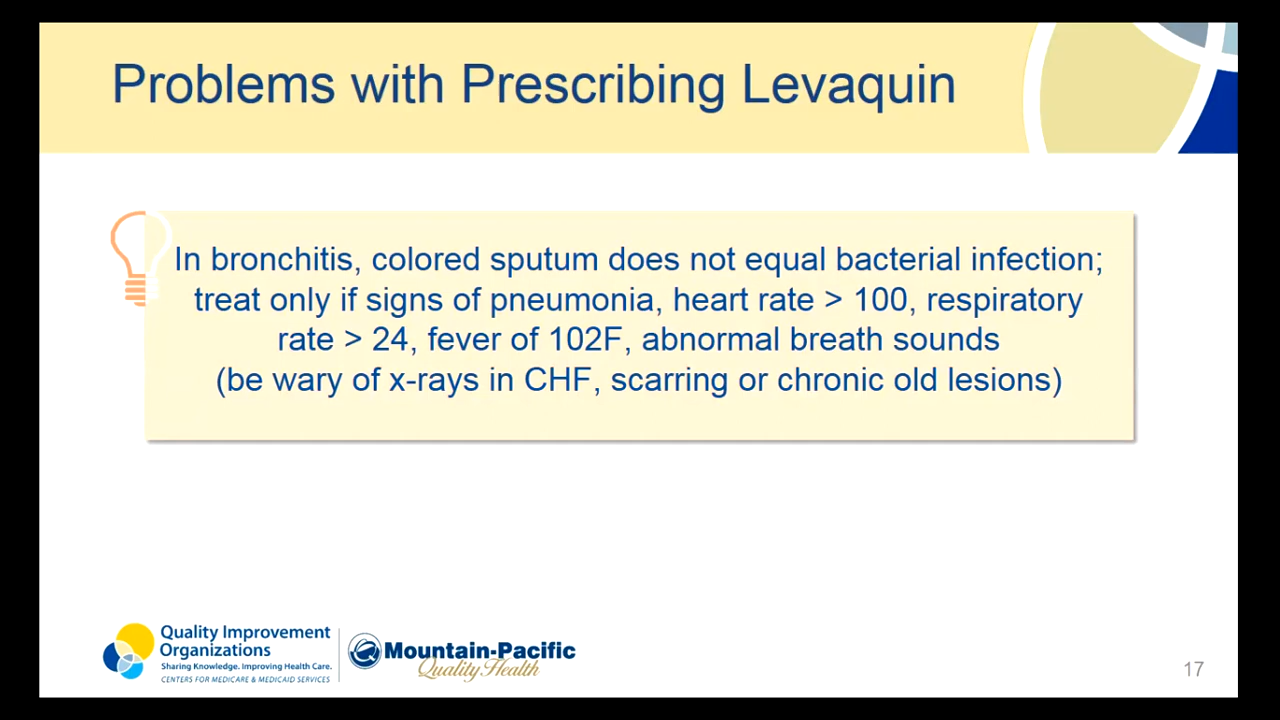 Problems with Prescribing Levaquin
In bronchitis, colored sputum does not equal bacterial infection;
treat only if signs of pneumonia, heart rate > 100, respiratory
rate > 24, fever of 102F, abnormal breath sounds
(be wary of x-rays in CHF, scarring or chronic old lesions)
Quality Improvement
Organizations
Sharing Knowledge. Improving Health Care.
CENTERS FOR MEDICARE & MEDICAID SERVICES
Mountain-Pacific
Quality Health
17